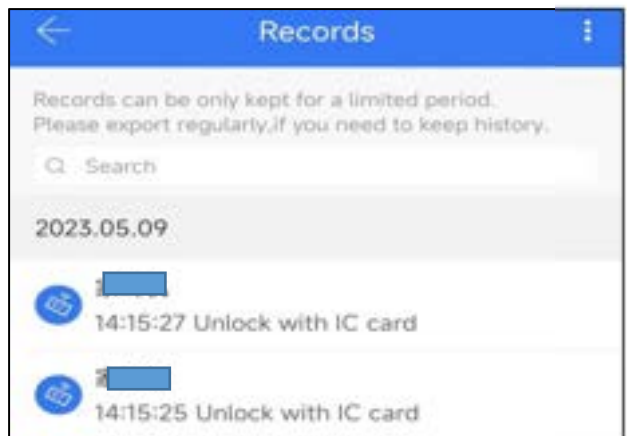 Records
Records can be only kept for a limited period.
Please export regularly,if you need to keep history.
Search
2023.05.09
14:15:27 Unlock with IC card
14:15:25 Unlock with IC card